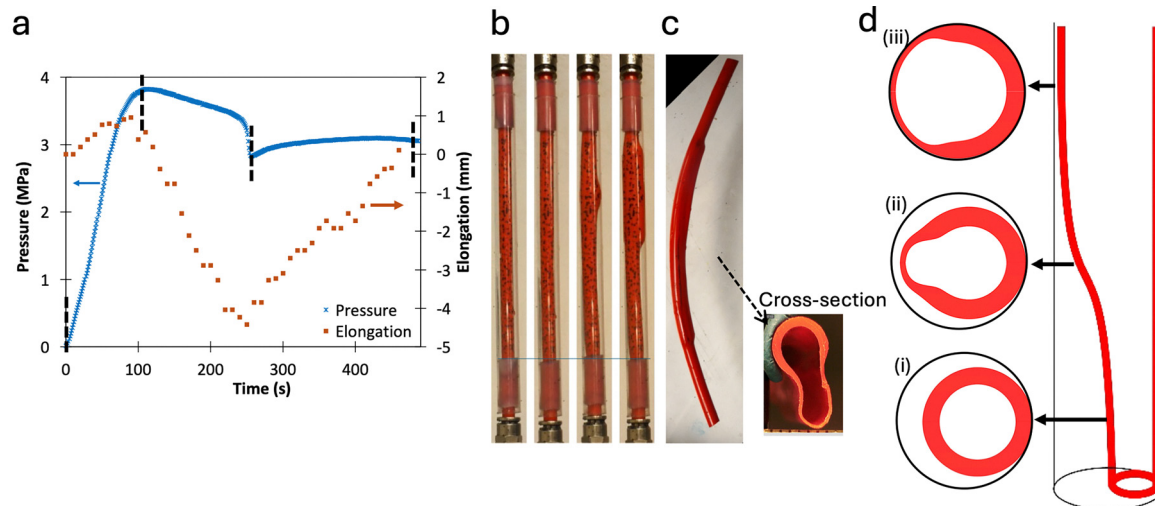 a
b
c
d
4
3
2
1
0
Pressure (MPa)
2
1
0
-1
-2
-3
-4
-5
Elongation (mm)
Pressure
Elongation
0
100
200
300
400
Time (s)
Cross-section
(iii)
(ii)
(i)